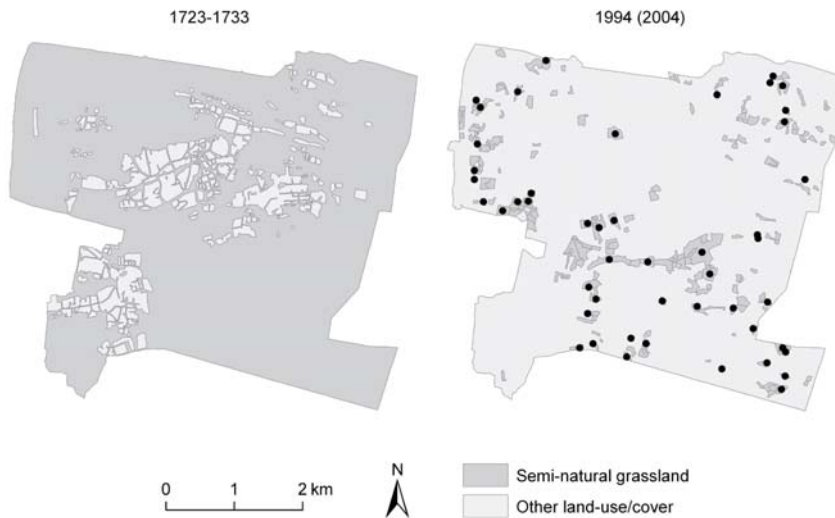 1723-1733
1994 (2004)
0 1 2 km
N
Semi-natural grassland
Other land-use/cover